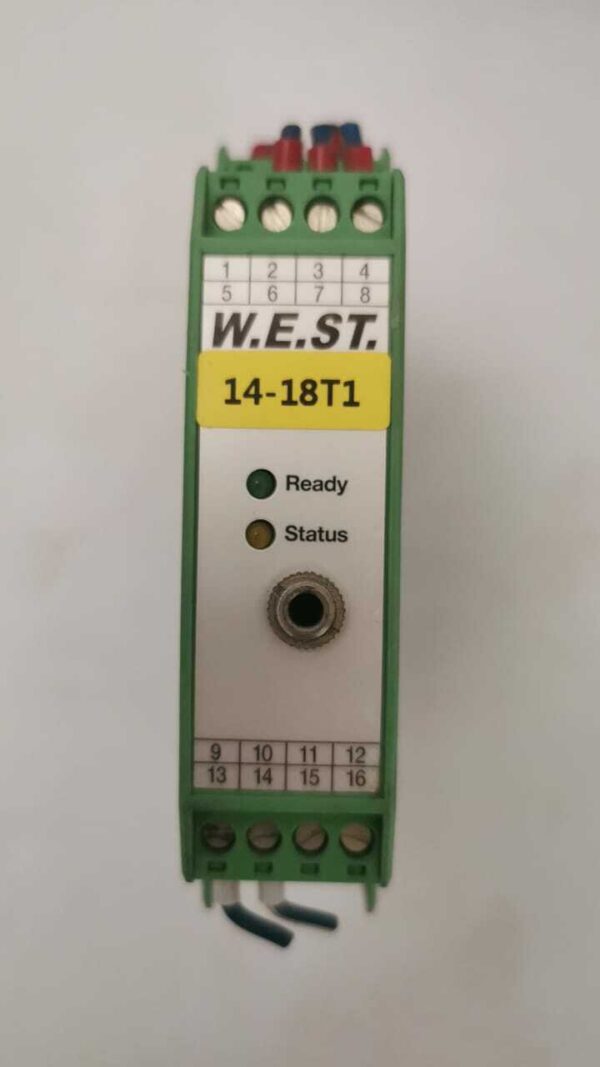 1 2 3 4
5 6 7 8
W.E.ST.
14-18T1
Ready
Status
9 10 11 12
13 14 15 16